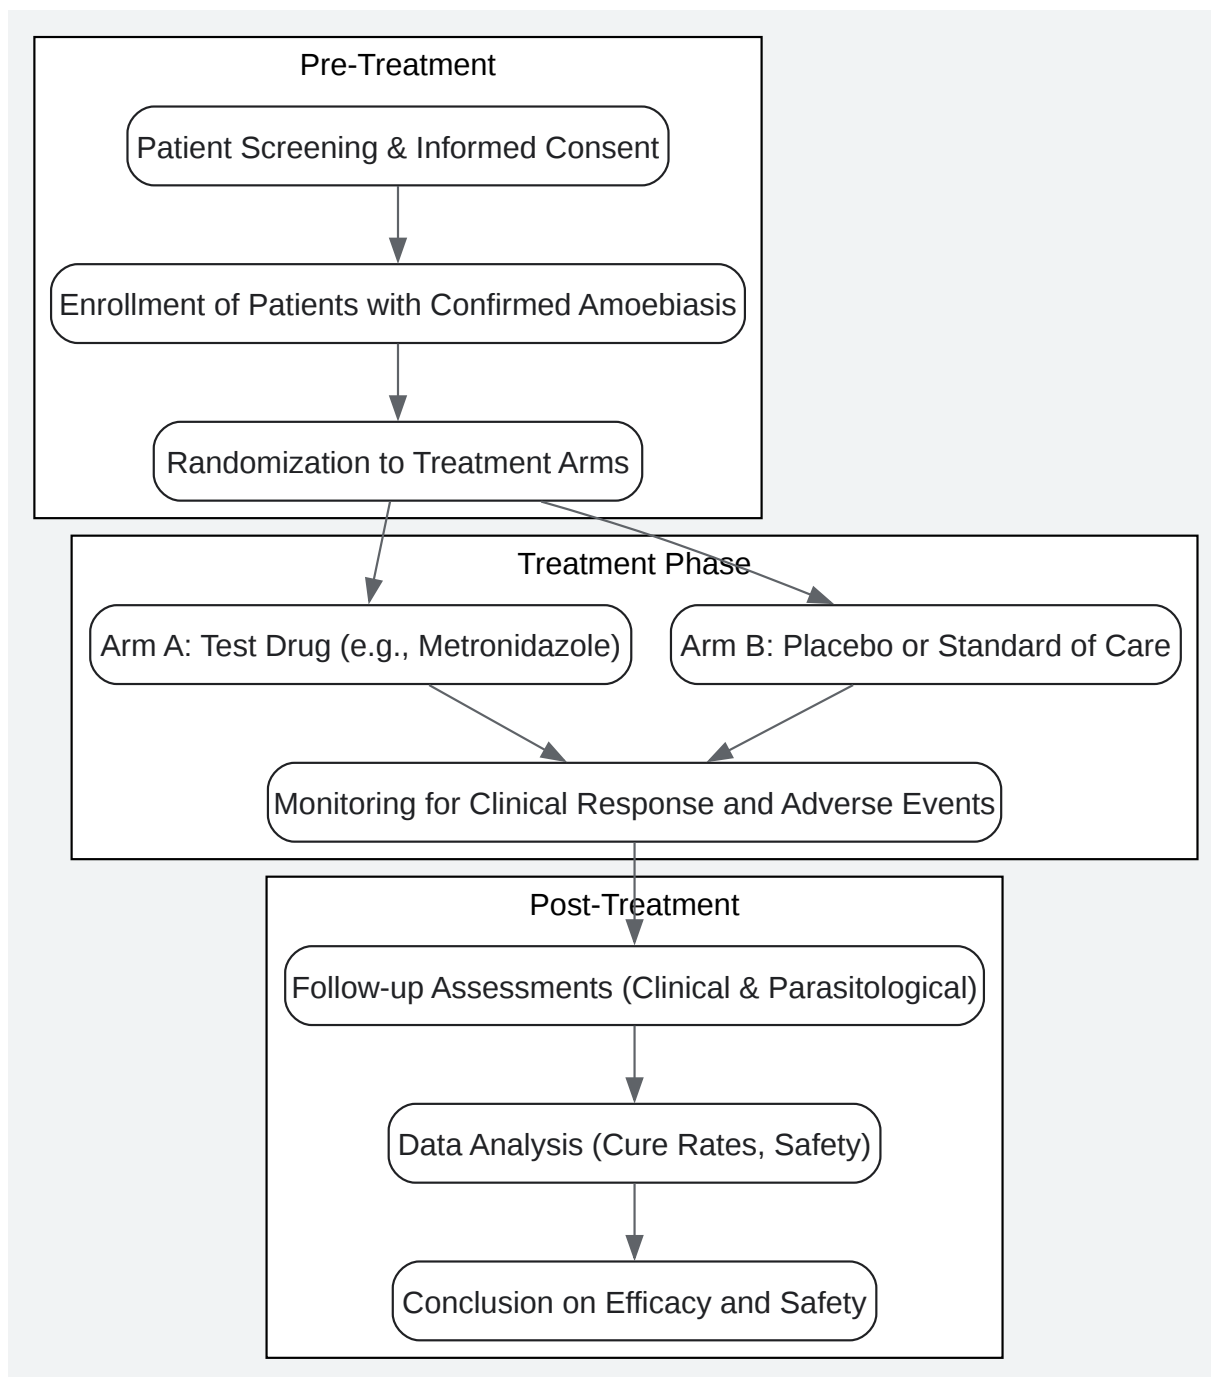 Pre-Treatment
Patient Screening & Informed Consent
Enrollment of Patients with Confirmed Amoebiasis
Randomization to Treatment Arms
Treatment Phase
Arm A: Test Drug (e.g., Metronidazole)
Arm B: Placebo or Standard of Care
Monitoring for Clinical Response and Adverse Events
Post-Treatment
Follow-up Assessments (Clinical & Parasitological)
Data Analysis (Cure Rates, Safety)
Conclusion on Efficacy and Safety